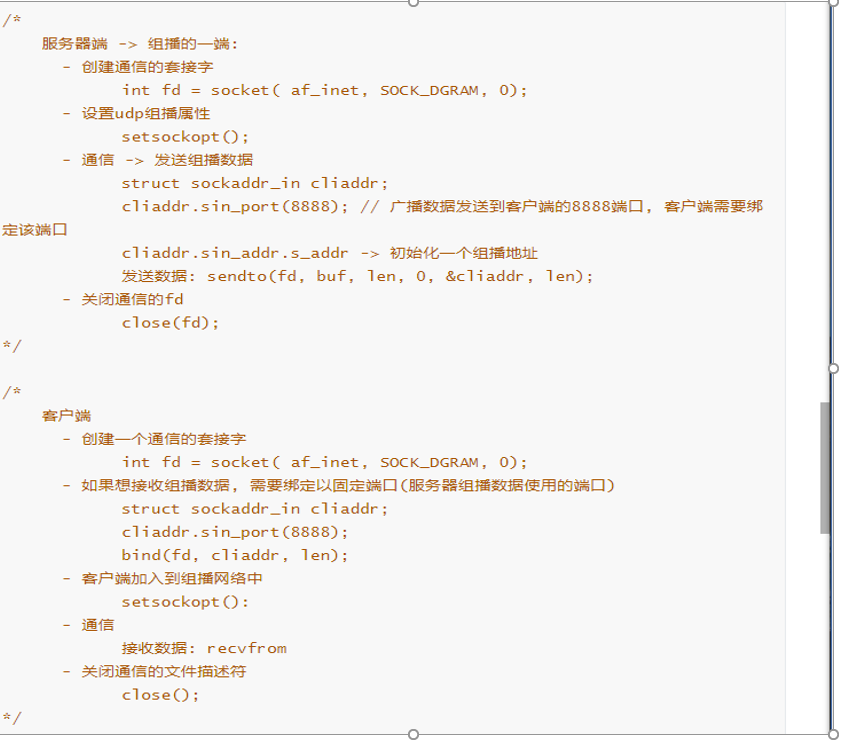 /*
服务器端 -> 组播的一端:
- 创建通信的套接字
int fd = socket( af_inet, SOCK_DGRAM, 0);
- 设置udp组播属性
setsockopt();
- 通信 -> 发送组播数据
struct sockaddr_in cliaddr;
cliaddr.sin_port(8888); // 广播数据发送到客户端的8888端口, 客户端需要绑
定该端口
cliaddr.sin_addr.s_addr -> 初始化一个组播地址
发送数据: sendto(fd, buf, len, 0, &cliaddr, len);
- 关闭通信的fd
close(fd);
*/
/*
客户端
- 创建一个通信的套接字
int fd = socket( af_inet, SOCK_DGRAM, 0);
- 如果想接收组播数据, 需要绑定以固定端口(服务器组播数据使用的端口)
struct sockaddr_in cliaddr;
cliaddr.sin_port(8888);
bind(fd, cliaddr, len);
- 客户端加入到组播网络中
setsockopt():
- 通信
接收数据: recvfrom
- 关闭通信的文件描述符
close();
*/